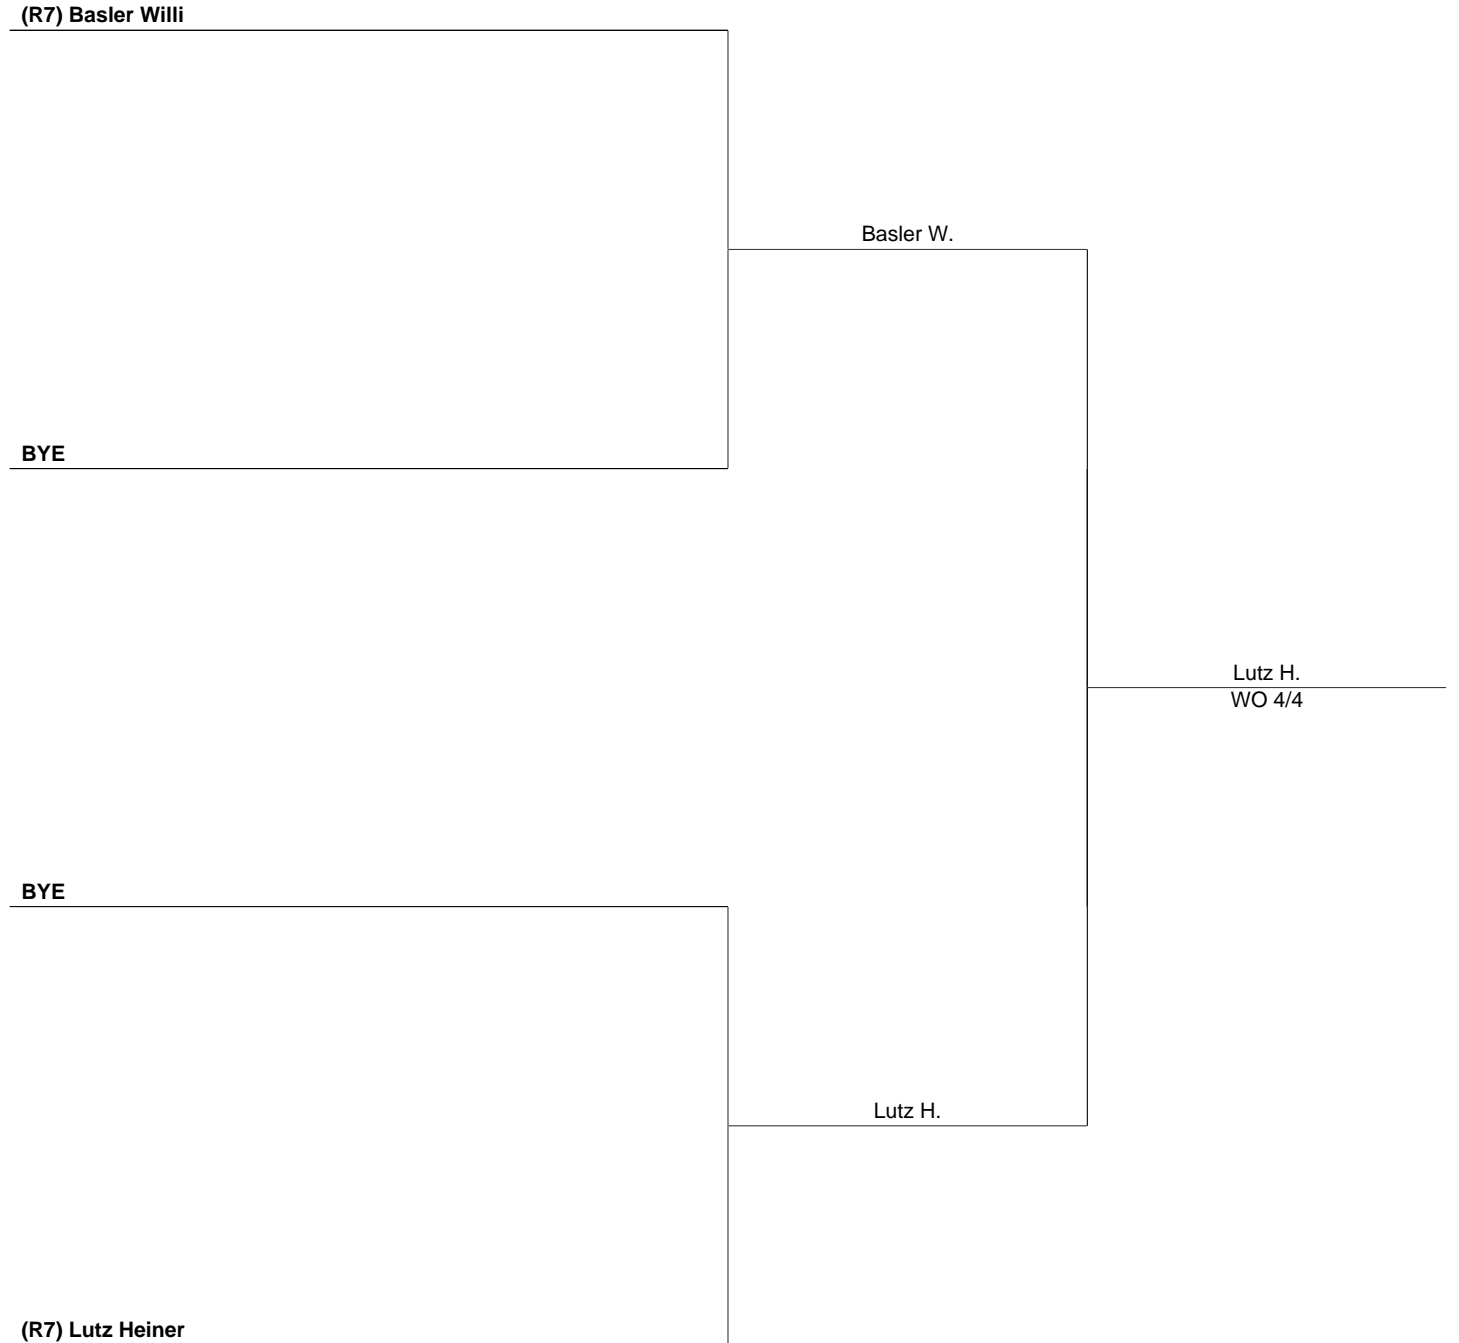 (R7) Basler Willi
Basler W.
BYE
Lutz H.
WO 4/4
BYE
Lutz H.
(R7) Lutz Heiner